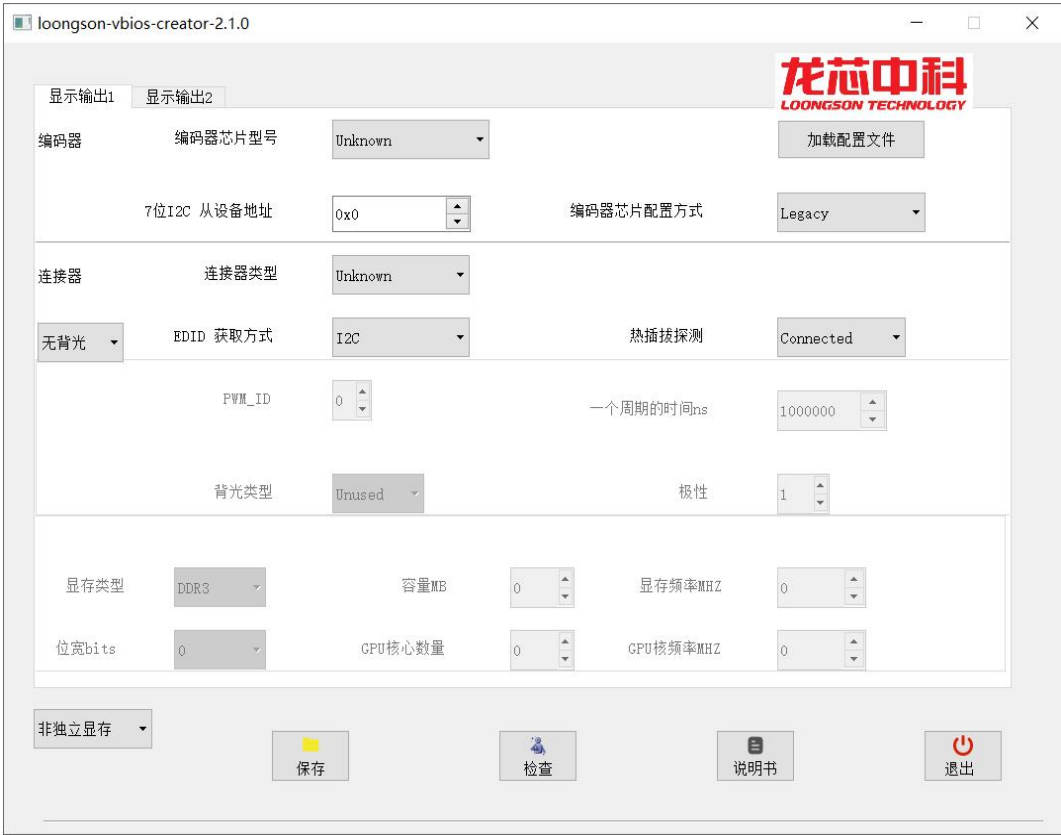 loongson-vbios-creator-2.1.0
龙芯中科
LOONGSON TECHNOLOGY
显示输出1 显示输出2
编码器 编码器芯片型号 Unknown 加载配置文件
7位I2C 从设备地址 0x0 编码器芯片配置方式 Legacy
连接器 连接器类型 Unknown
无背光 EDID 获取方式 I2C 热插拔探测 Connected
PWM_ID 0 一个周期的时间ns 1000000
背光类型 Unused 极性 1
显存类型 DDR3 容量MB 0 显存频率MHZ 0
位宽bits 0 GPU核心数量 0 GPU核频率MHZ 0
非独立显存
保存 检查 说明书 退出